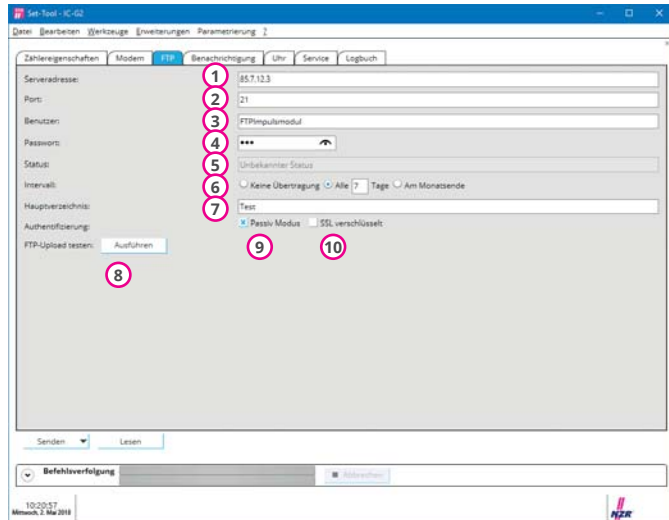 Set-Tool - IC-G2
Datei Bearbeiten Werkzeuge Erweiterungen Parametrierung ?
Zählereigenschaften Modem FTP Benachrichtigung Uhr Service Logbuch
Serveradresse: 1 85.7.12.3
Port: 2 21
Benutzer: 3 FTPImpulsmodul
Passwort: 4 •••
Status: 5 Unbekannter Status
Intervall: 6 Keine Übertragung Alle 7 Tage Am Monatsende
Hauptverzeichnis: 7 Test
Authentifizierung: Passiv Modus SSL verschlüsselt
FTP-Upload testen: Ausführen 9 10
8
Senden Lesen
Befehlsverfolgung Abbrechen
10:20:57
Mittwoch, 2. Mai 2018
NZR